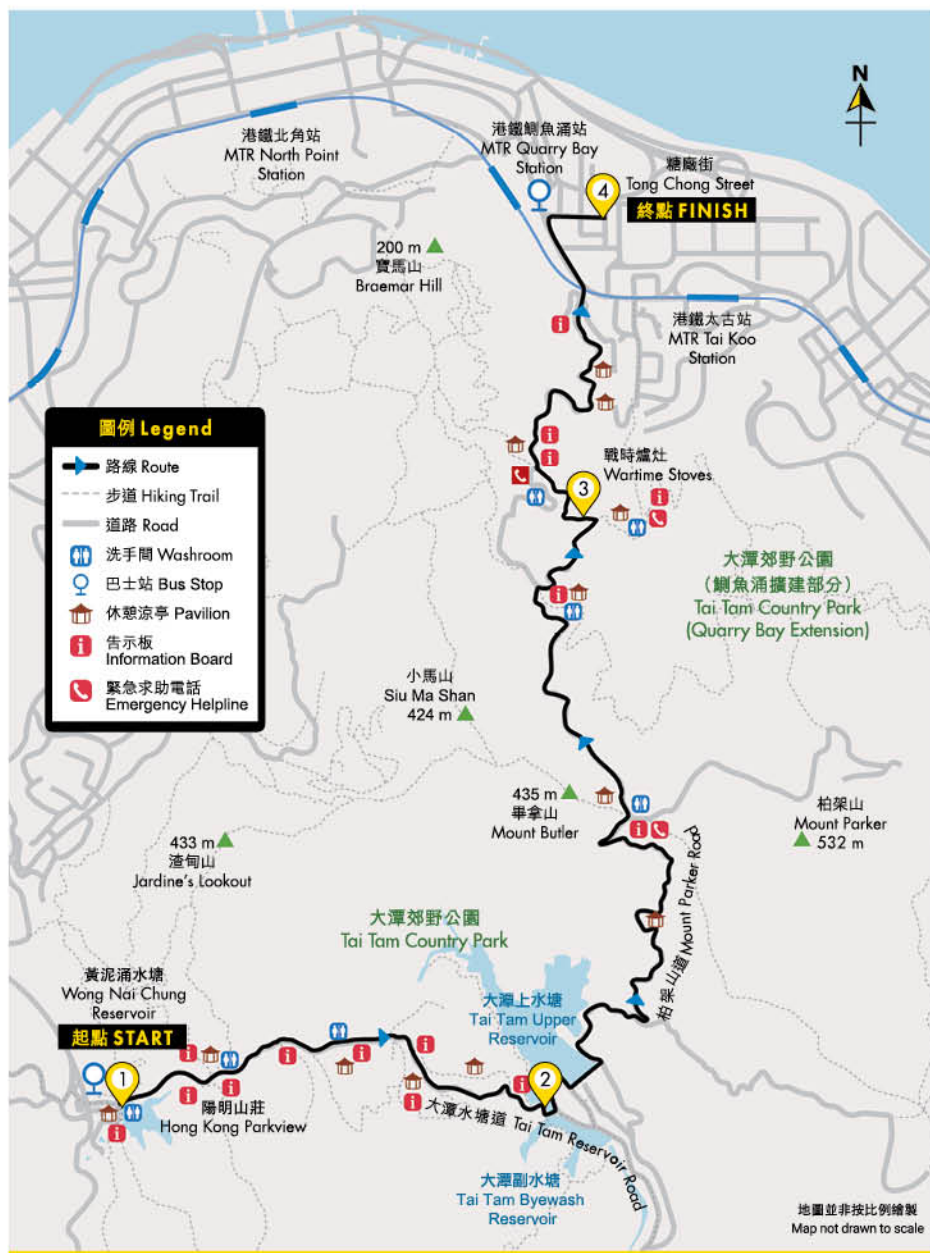 N
港鐵北角站
MTR North Point
Station
港鐵鰂魚涌站
MTR Quarry Bay
Station
糖廠街
Tong Chong Street
4
終點 FINISH
200 m
寶馬山
Braemar Hill
港鐵太古站
MTR Tai Koo
Station
圖例 Legend
路線 Route
步道 Hiking Trail
道路 Road
洗手間 Washroom
巴士站 Bus Stop
休憩涼亭 Pavilion
告示板
Information Board
緊急求助電話
Emergency Helpline
戰時爐灶
Wartime Stoves
3
大潭郊野公園
（鰂魚涌擴建部分）
Tai Tam Country Park
(Quarry Bay Extension)
小馬山
Siu Ma Shan
424 m
435 m
畢拿山
Mount Butler
柏架山
Mount Parker
532 m
433 m
渣甸山
Jardine's Lookout
柏架山道 Mount Parker Road
大潭郊野公園
Tai Tam Country Park
黃泥涌水塘
Wong Nai Chung
Reservoir
起點 START
1
大潭上水塘
Tai Tam Upper
Reservoir
2
陽明山莊
Hong Kong Parkview
大潭水塘道 Tai Tam Reservoir Road
大潭副水塘
Tai Tam Byewash
Reservoir
地圖並非按比例繪製
Map not drawn to scale